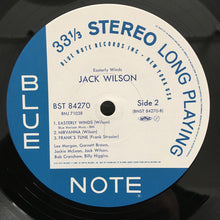 33⅓ STEREO LONG PLAYING
BLUE NOTE RECORDS INC • NEW YORK, USA
Easterly Winds
JACK WILSON
BST 84270
BNJ 71038
Side 2
(BNST 84270-B)
1. EASTERLY WINDS (Wilson)
2. NIRVANNA (Wilson)
3. FRANK'S TUNE (Frank Strozier)
Lee Morgan, Garnett Brown,
Jackie McLean, Jack Wilson,
Bob Cranshaw, Billy Higgins,
BLUE
NOTE